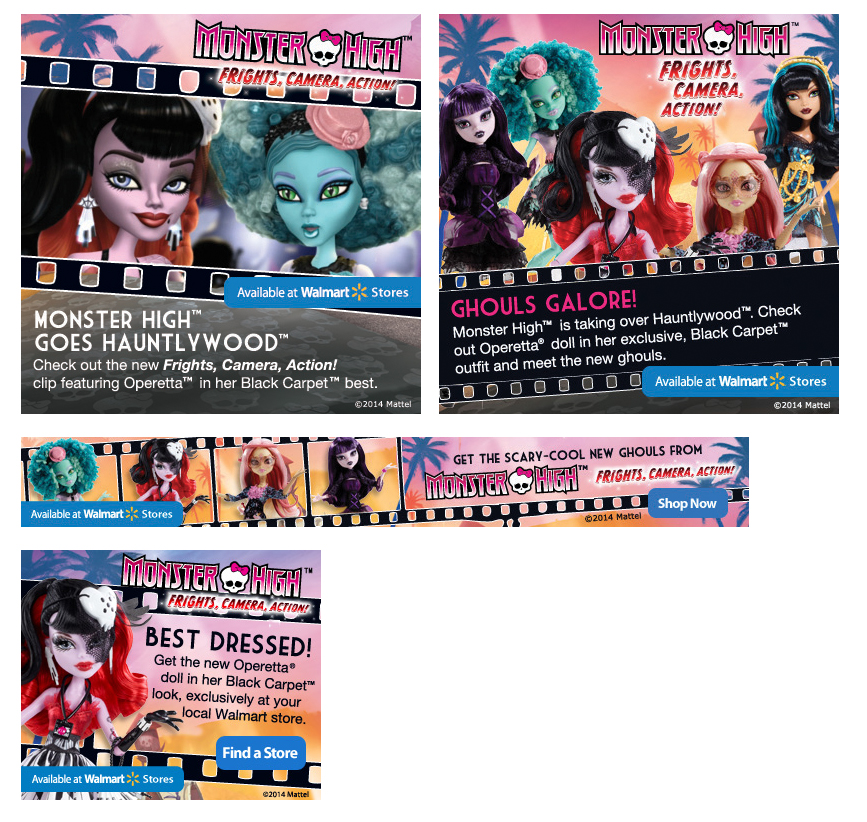 MONSTER HIGH™
FRIGHTS, CAMERA, ACTION!
Available at Walmart Stores
MONSTER HIGH™
GOES HAUNTLYWOOD™
Check out the new Frights, Camera, Action!
clip featuring Operetta™ in her Black Carpet™ best.
©2014 Mattel
MONSTER HIGH™
FRIGHTS,
CAMERA,
ACTION!
GHOULS GALORE!
Monster High™ is taking over Hauntlywood™. Check
out Operetta® doll in her exclusive, Black Carpet™
outfit and meet the new ghouls.
Available at Walmart Stores
©2014 Mattel
GET THE SCARY-COOL NEW GHOULS FROM
MONSTER HIGH™ FRIGHTS, CAMERA, ACTION!
Available at Walmart Stores
Shop Now
©2014 Mattel
MONSTER HIGH™
FRIGHTS, CAMERA, ACTION!
BEST DRESSED!
Get the new Operetta®
doll in her Black Carpet™
look, exclusively at your
local Walmart store.
Find a Store
Available at Walmart Stores
©2014 Mattel